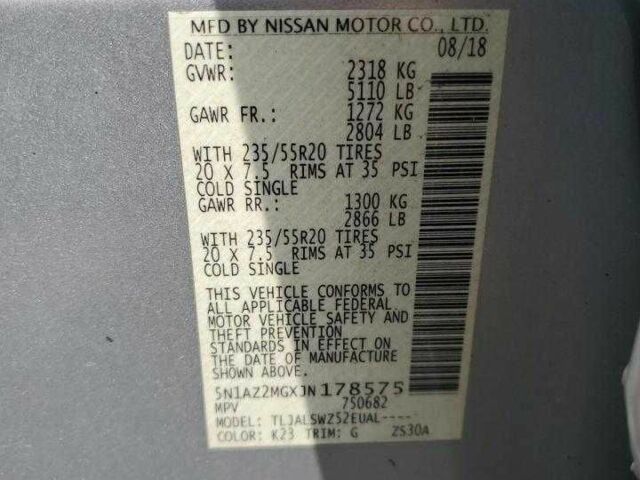 MFD BY NISSAN MOTOR CO., LTD.
DATE: 08/18
GVWR: 2318 KG
5110 LB
GAWR FR.: 1272 KG
2804 LB
WITH 235/55R20 TIRES
20 X 7.5 RIMS AT 35 PSI
COLD SINGLE
GAWR RR.: 1300 KG
2866 LB
WITH 235/55R20 TIRES
20 X 7.5 RIMS AT 35 PSI
COLD SINGLE
THIS VEHICLE CONFORMS TO
ALL APPLICABLE FEDERAL
MOTOR VEHICLE SAFETY AND
THEFT PREVENTION
STANDARDS IN EFFECT ON
THE DATE OF MANUFACTURE
SHOWN ABOVE.
5N1AZ2MGXJN178575
MPV 750682
MODEL: TLJALSWZ52EUAL----
COLOR: K23 TRIM: G ZS30A